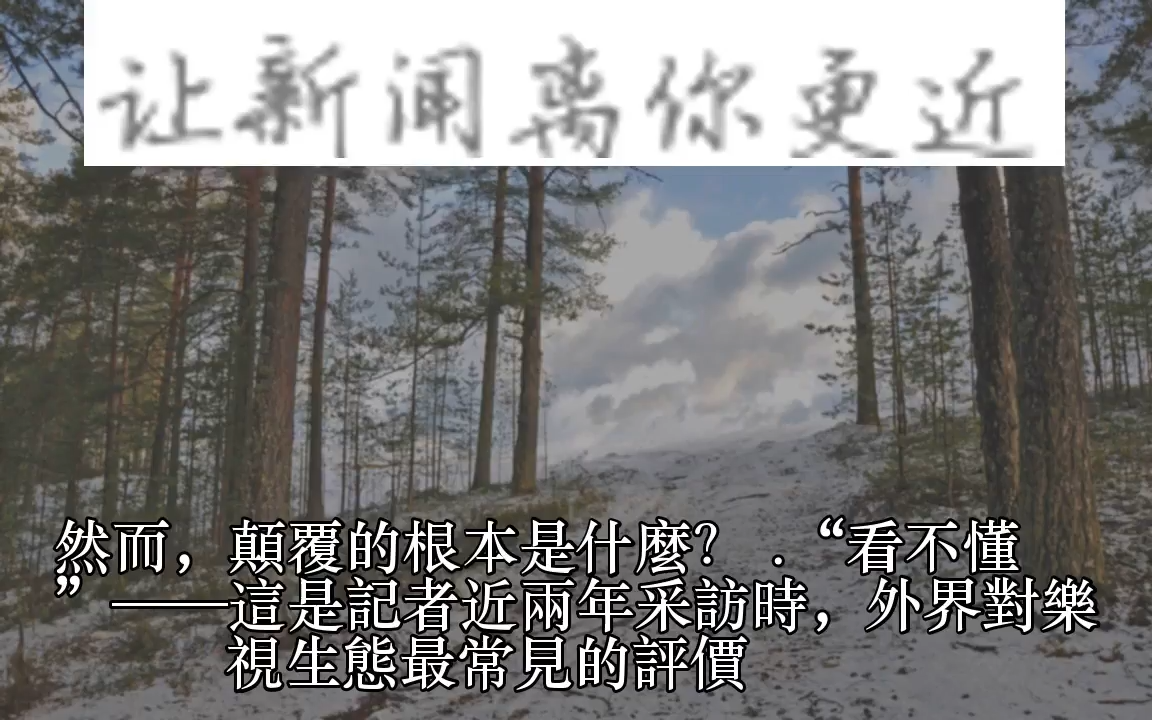 让新闻离你更近
然而，顛覆的根本是什麼？ .“看不懂
”——這是記者近兩年采訪時，外界對樂
視生態最常見的評價